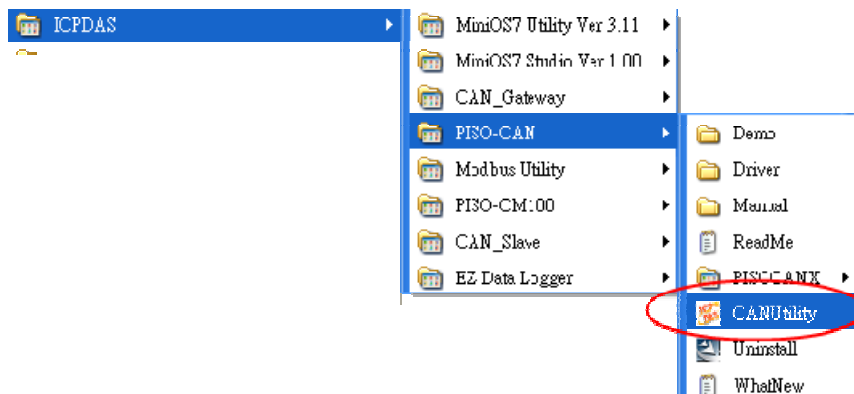 ICPDAS
MiniOS7 Utility Ver 3.11
MiniOS7 Studio Ver 1.00
CAN_Gateway
PISO-CAN
Modbus Utility
PISO-CM100
CAN_Slave
EZ Data Logger
Demo
Driver
Manual
ReadMe
PISOCANX
CANUtility
Uninstall
WhatNew